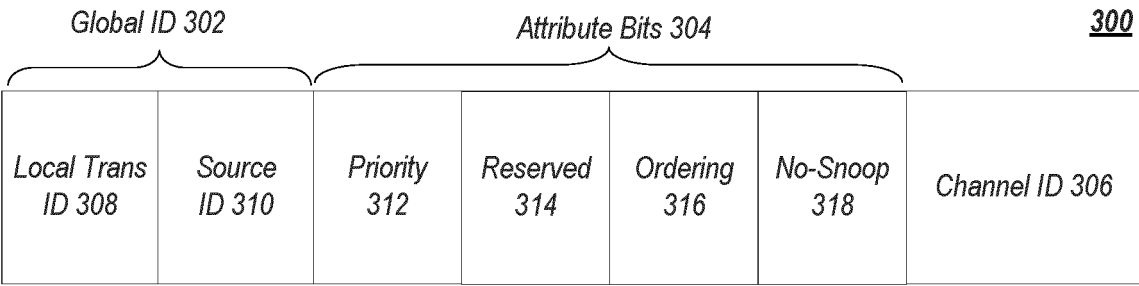 Global ID 302
Attribute Bits 304
300
Local Trans
ID 308
Source
ID 310
Priority
312
Reserved
314
Ordering
316
No-Snoop
318
Channel ID 306